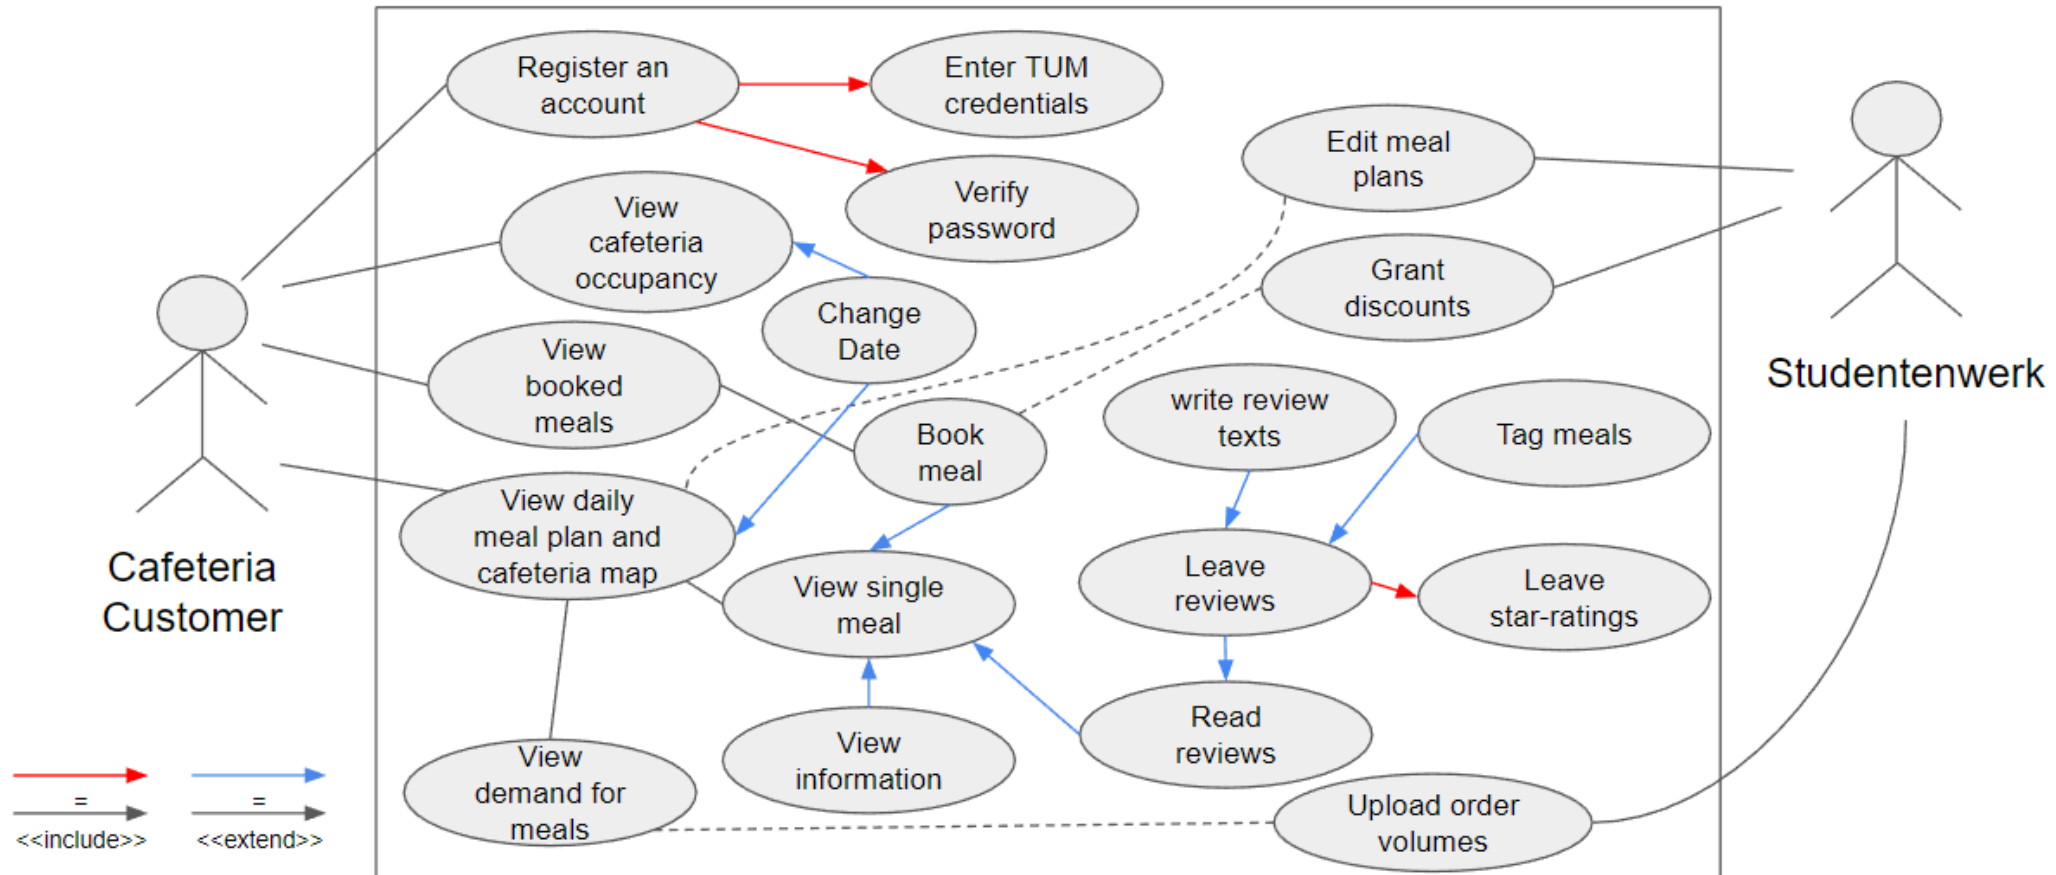 Register an
account
Enter TUM
credentials
Edit meal
plans
Verify
password
View
cafeteria
occupancy
Grant
discounts
Change
Date
View
booked
meals
Studentenwerk
write review
texts
Tag meals
Book
meal
View daily
meal plan and
cafeteria map
Cafeteria
Customer
View single
meal
Leave
reviews
Leave
star-ratings
View
information
Read
reviews
View
demand for
meals
Upload order
volumes
=
<<include>>
=
<<extend>>